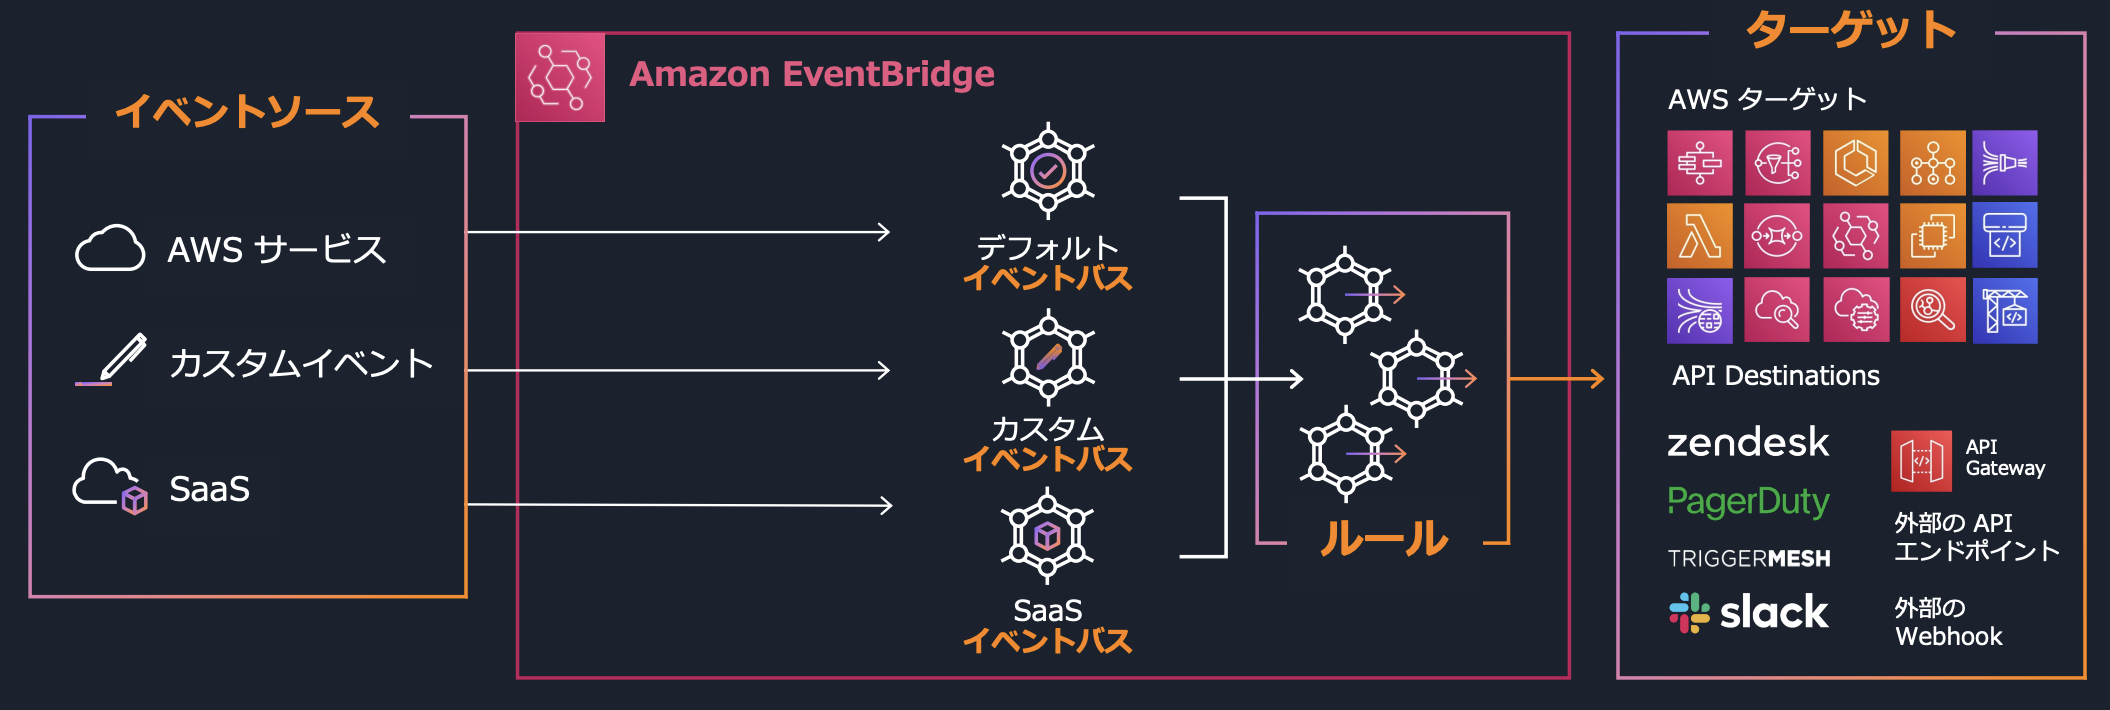 イベントソース
AWS サービス
カスタムイベント
SaaS
Amazon EventBridge
デフォルト
イベントバス
カスタム
イベントバス
SaaS
イベントバス
ルール
ターゲット
AWS ターゲット
API Destinations
zendesk
PagerDuty
TRIGGERMESH
slack
API
Gateway
外部の API
エンドポイント
外部の
Webhook